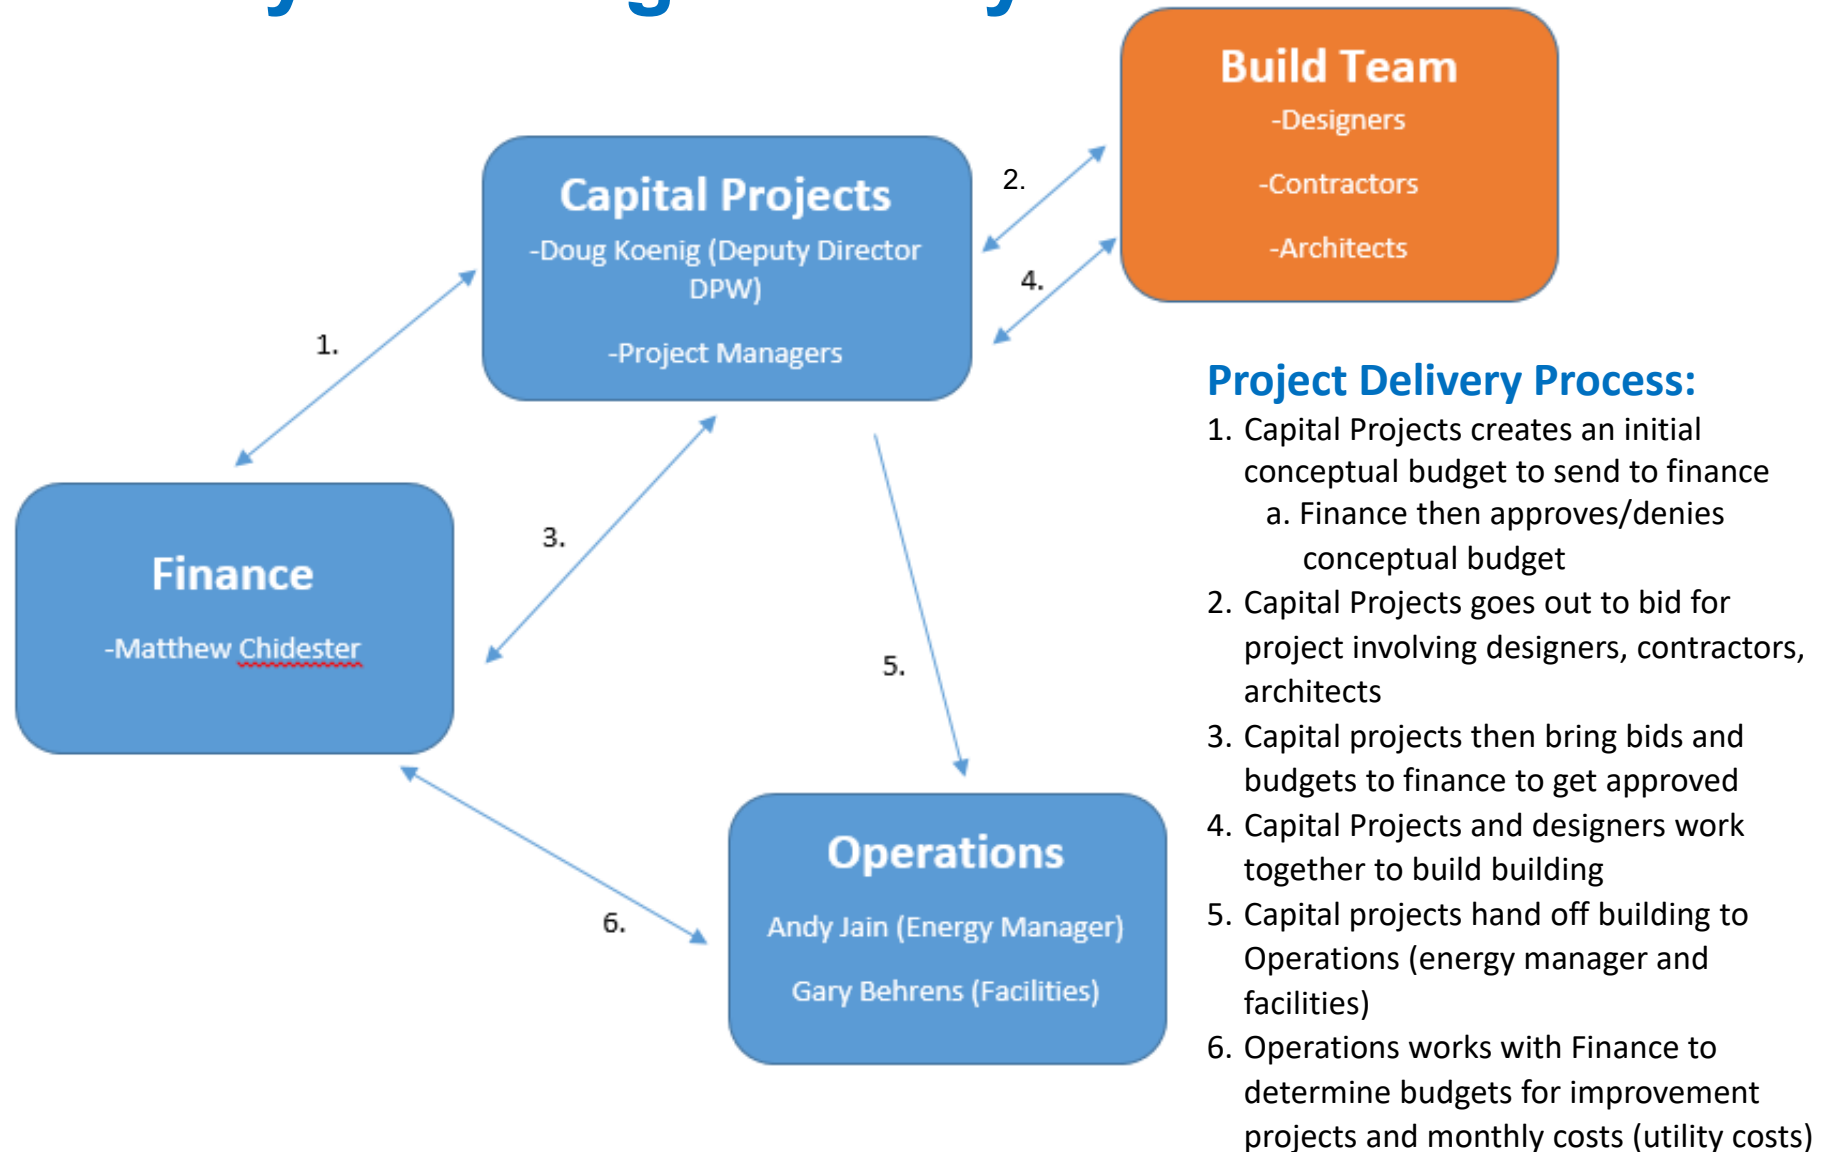 Build Team
-Designers
-Contractors
-Architects
Capital Projects
-Doug Koenig (Deputy Director
DPW)
-Project Managers
2.
4.
1.
3.
Finance
-Matthew Chidester
5.
6.
Operations
Andy Jain (Energy Manager)
Gary Behrens (Facilities)
Project Delivery Process:
1. Capital Projects creates an initial
conceptual budget to send to finance
a. Finance then approves/denies
conceptual budget
2. Capital Projects goes out to bid for
project involving designers, contractors,
architects
3. Capital projects then bring bids and
budgets to finance to get approved
4. Capital Projects and designers work
together to build building
5. Capital projects hand off building to
Operations (energy manager and
facilities)
6. Operations works with Finance to
determine budgets for improvement
projects and monthly costs (utility costs)